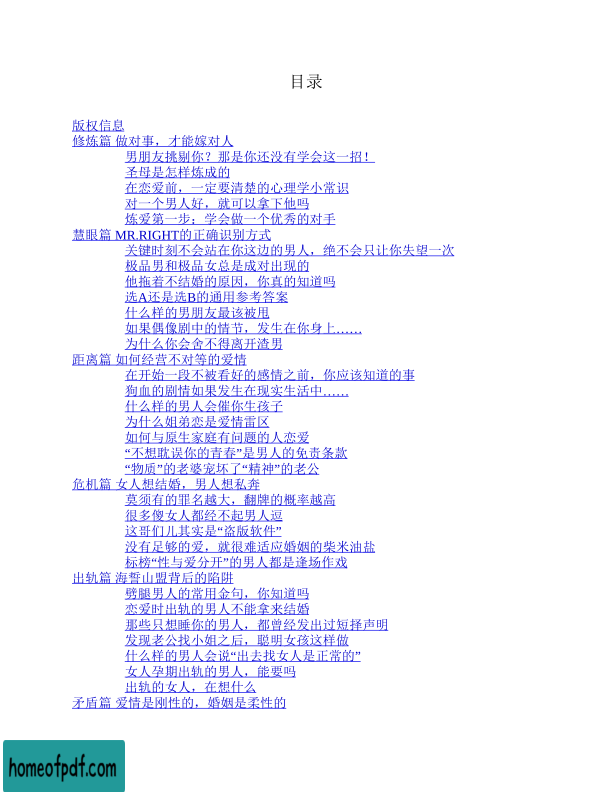 目录
版权信息
修炼篇 做对事，才能嫁对人
男朋友挑剔你？那是你还没有学会这一招！
圣母是怎样炼成的
在恋爱前，一定要清楚的心理学小常识
对一个男人好，就可以拿下他吗
炼爱第一步：学会做一个优秀的对手
慧眼篇 MR.RIGHT的正确识别方式
关键时刻不会站在你这边的男人，绝不会只让你失望一次
极品男和极品女总是成对出现的
他拖着不结婚的原因，你真的知道吗
选A还是选B的通用参考答案
什么样的男朋友最该被甩
如果偶像剧中的情节，发生在你身上……
为什么你会舍不得离开渣男
距离篇 如何经营不对等的爱情
在开始一段不被看好的感情之前，你应该知道的事
狗血的剧情如果发生在现实生活中……
什么样的男人会催你生孩子
为什么姐弟恋是爱情雷区
如何与原生家庭有问题的人恋爱
“不想耽误你的青春”是男人的免责条款
“物质”的老婆宠坏了“精神”的老公
危机篇 女人想结婚，男人想私奔
莫须有的罪名越大，翻牌的概率越高
很多傻女人都经不起男人逗
这哥们儿其实是“盗版软件”
没有足够的爱，就很难适应婚姻的柴米油盐
标榜“性与爱分开”的男人都是逢场作戏
出轨篇 海誓山盟背后的陷阱
劈腿男人的常用金句，你知道吗
恋爱时出轨的男人不能拿来结婚
那些只想睡你的男人，都曾经发出过短择声明
发现老公找小姐之后，聪明女孩这样做
什么样的男人会说“出去找女人是正常的”
女人孕期出轨的男人，能要吗
出轨的女人，在想什么
矛盾篇 爱情是刚性的，婚姻是柔性的
homeofpdf.com